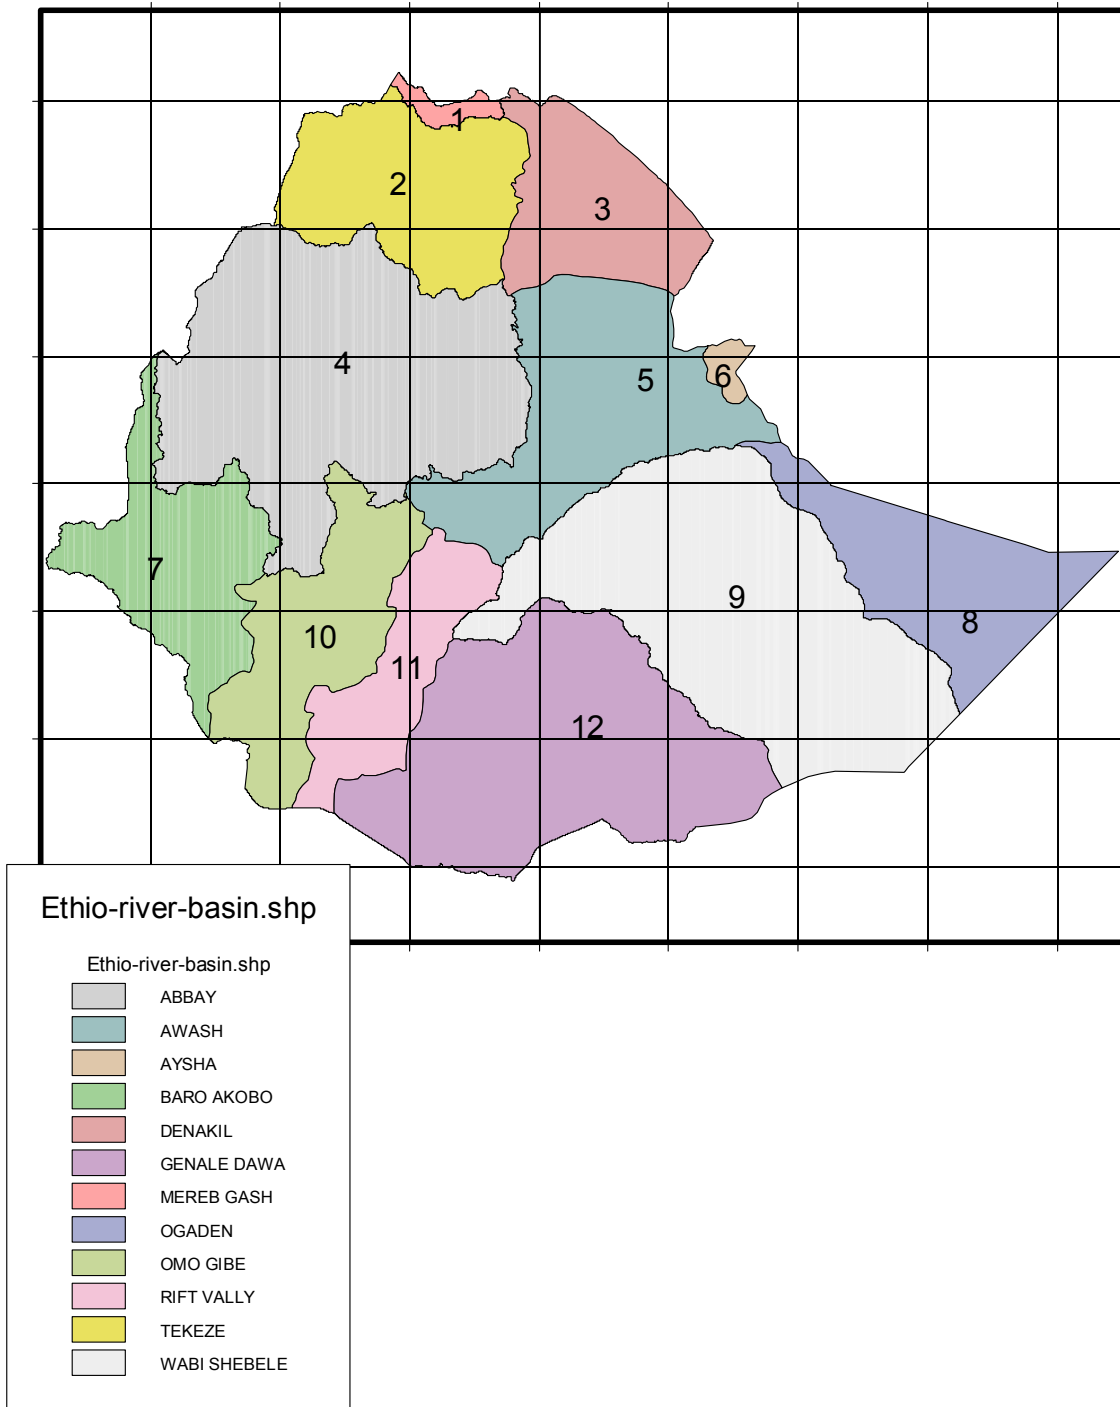 1
2
3
4
5
6
7
8
9
10
11
12
Ethio-river-basin.shp
Ethio-river-basin.shp
ABBAY
AWASH
AYSHA
BARO AKOBO
DENAKIL
GENALE DAWA
MEREB GASH
OGADEN
OMO GIBE
RIFT VALLY
TEKEZE
WABI SHEBELE